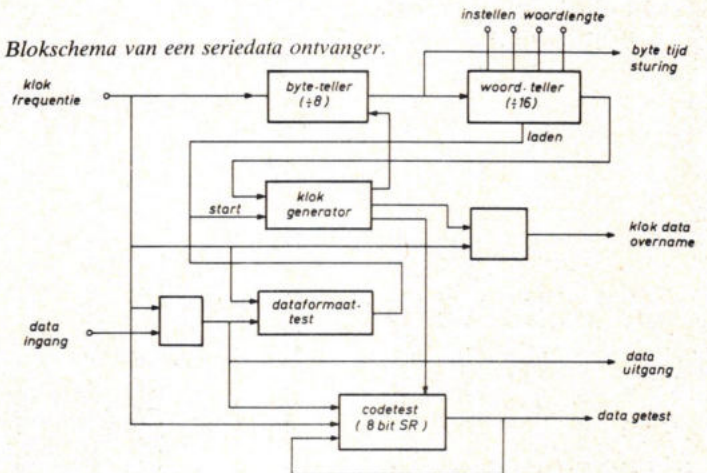 instellen woordlengte
Blokschema van een seriedata ontvanger.
byte tijd
sturing
klok
frequentie
byte-teller
(÷8)
woord-teller
(÷16)
laden
klok
generator
start
klok data
overname
dataformaat-
test
data
ingang
data
uitgang
codetest
( 8 bit SR )
data getest